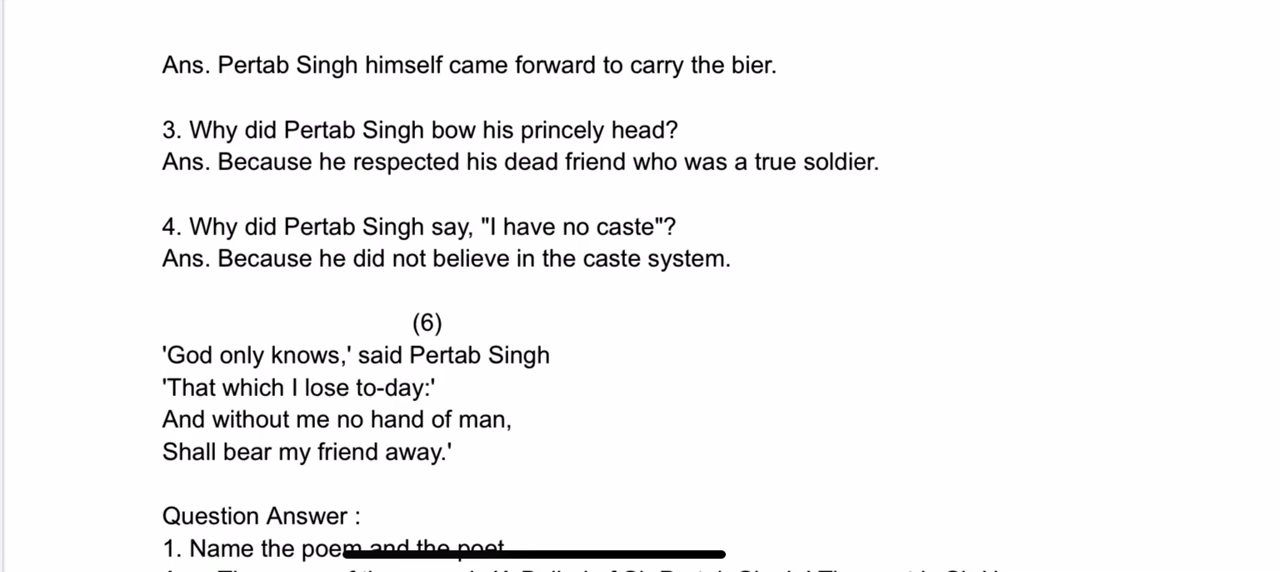 Ans. Pertab Singh himself came forward to carry the bier.
3. Why did Pertab Singh bow his princely head?
Ans. Because he respected his dead friend who was a true soldier.
4. Why did Pertab Singh say, "I have no caste"?
Ans. Because he did not believe in the caste system.
(6)
'God only knows,' said Pertab Singh
'That which I lose to-day:'
And without me no hand of man,
Shall bear my friend away.'
Question Answer :
1. Name the poem and the poet